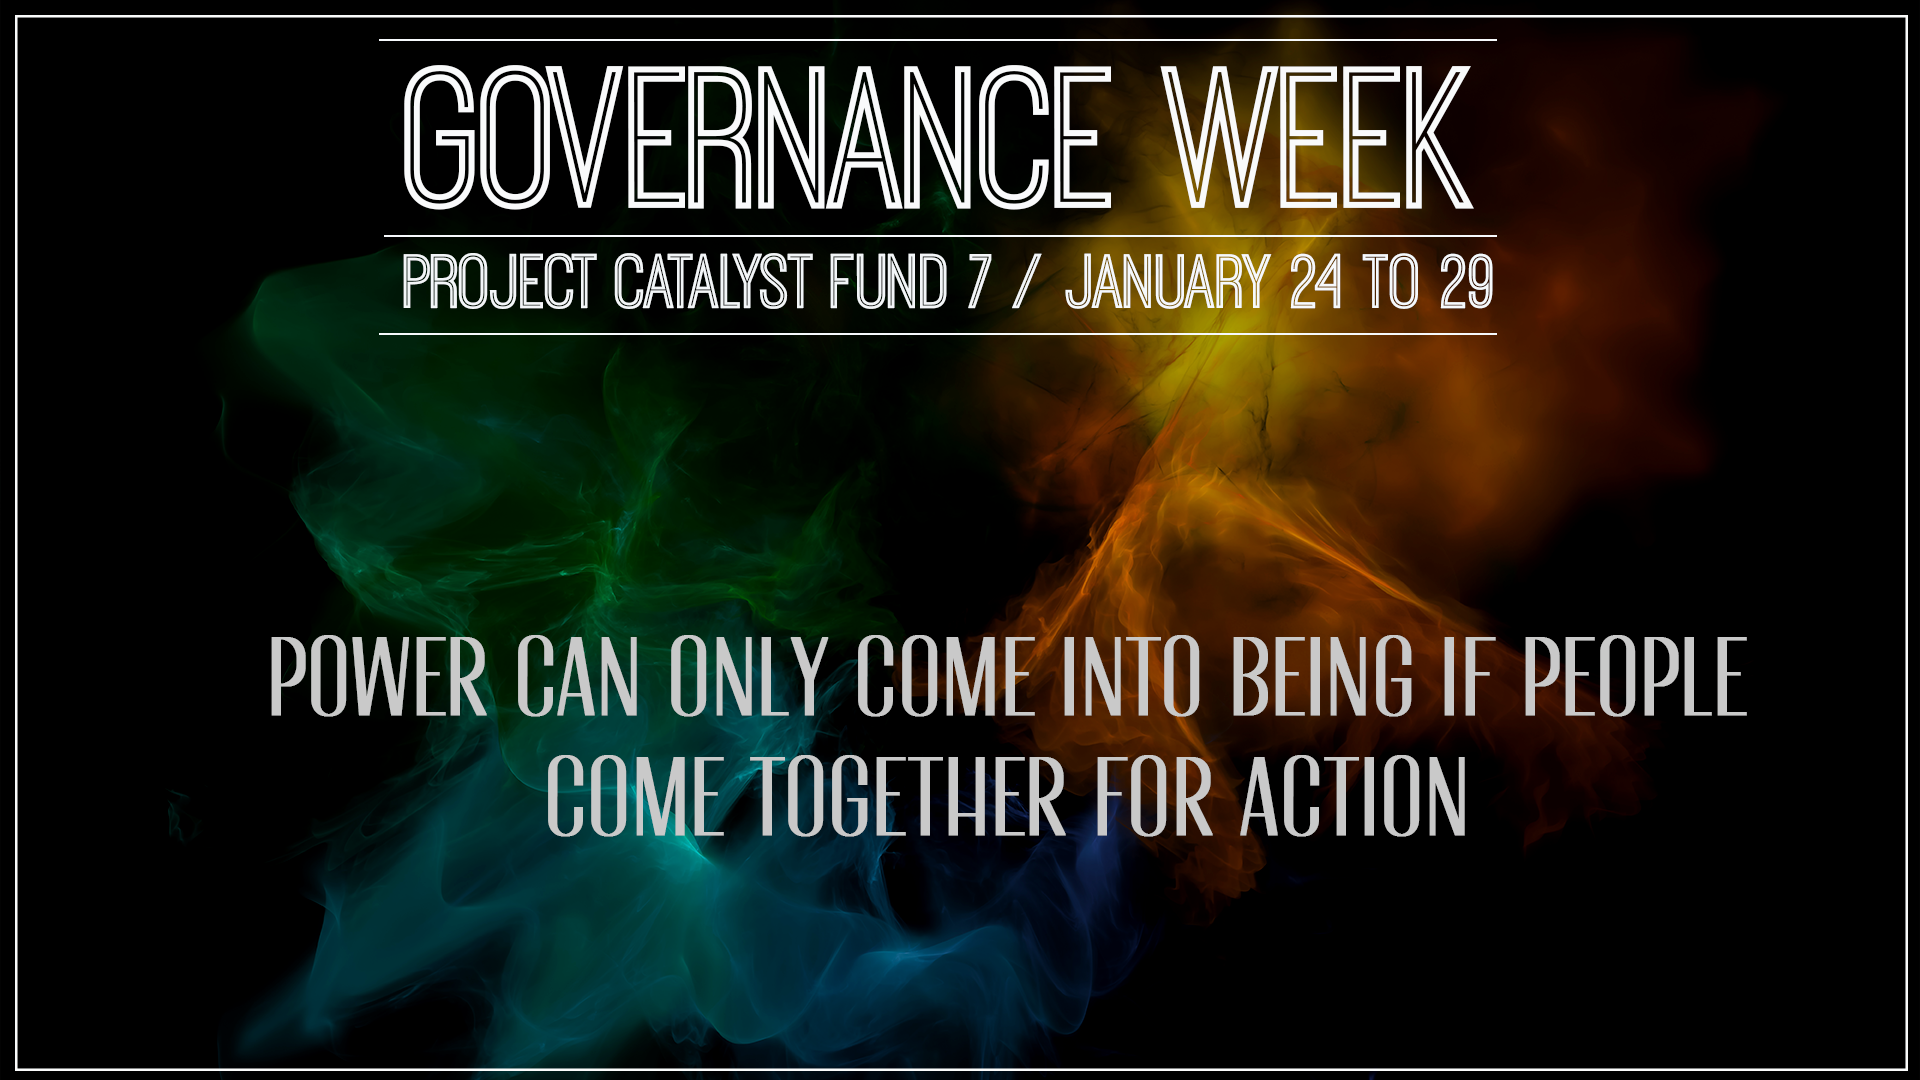 GOVERNANCE WEEK
PROJECT CATALYST FUND 7 / JANUARY 24 TO 29
POWER CAN ONLY COME INTO BEING IF PEOPLE
COME TOGETHER FOR ACTION